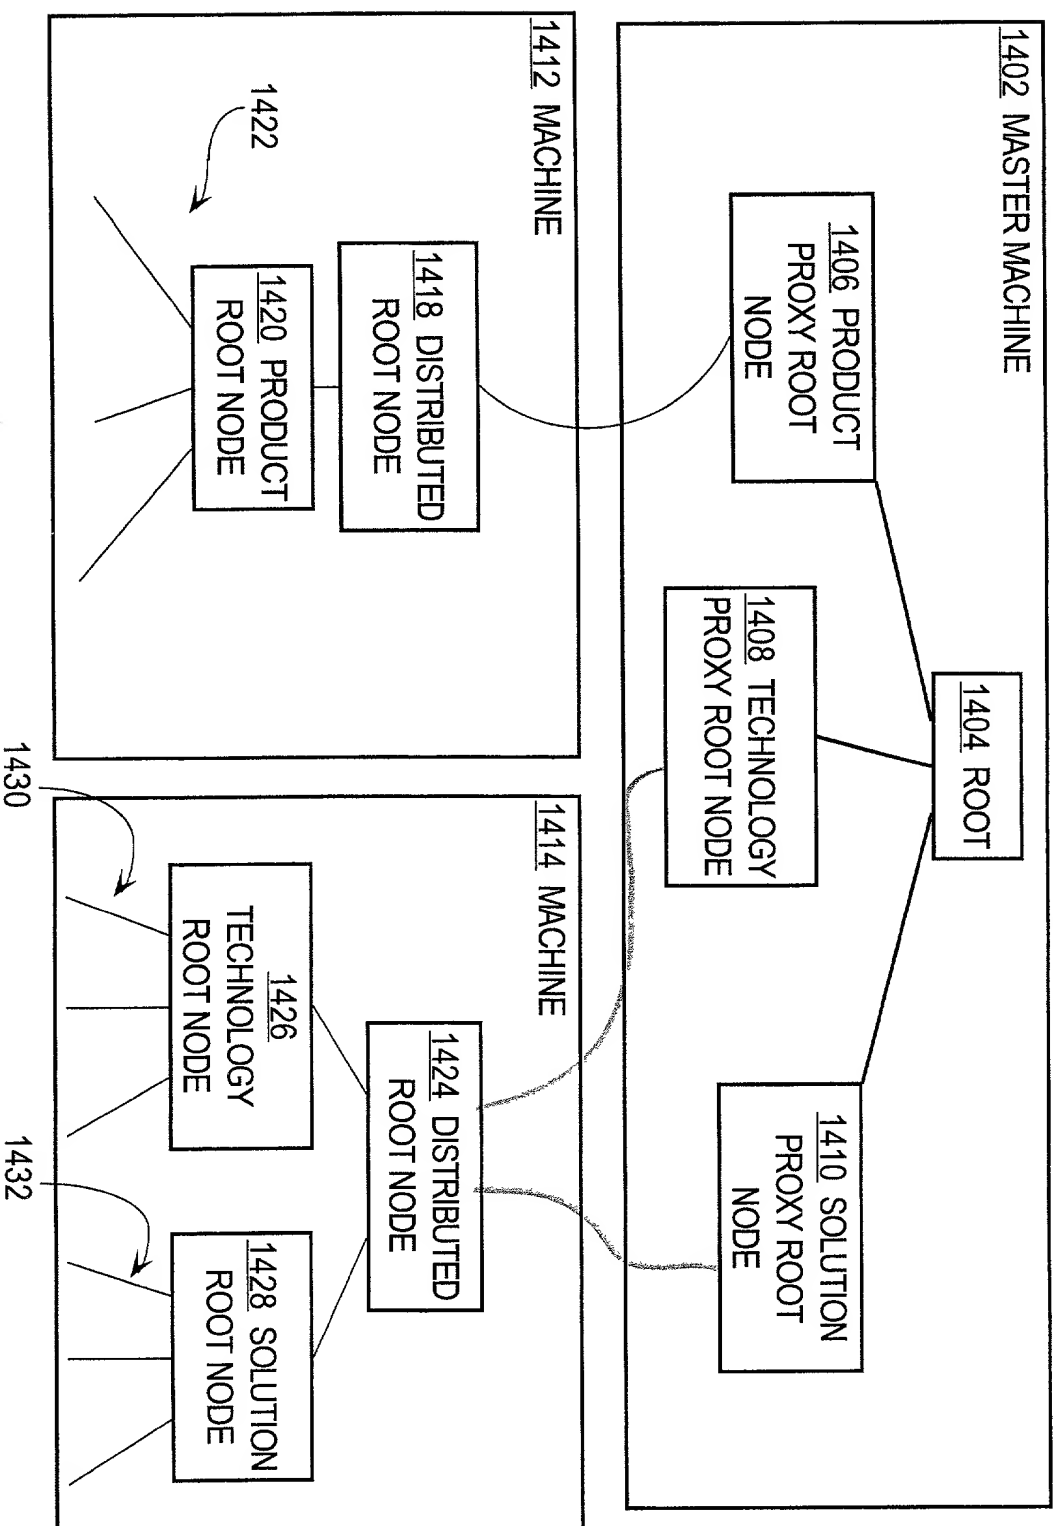 1402 MASTER MACHINE
1404 ROOT
1406 PRODUCT
PROXY ROOT
NODE
1408 TECHNOLOGY
PROXY ROOT NODE
1410 SOLUTION
PROXY ROOT
NODE
1412 MACHINE
1418 DISTRIBUTED
ROOT NODE
1420 PRODUCT
ROOT NODE
1422
1414 MACHINE
1424 DISTRIBUTED
ROOT NODE
1426
TECHNOLOGY
ROOT NODE
1428 SOLUTION
ROOT NODE
1430
1432